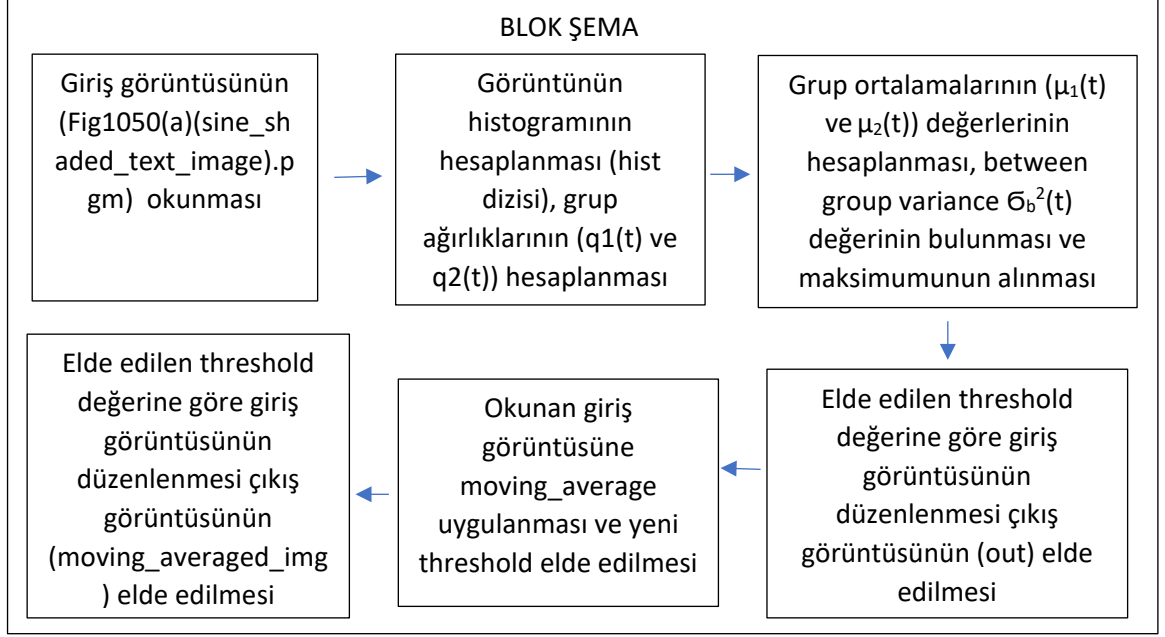 BLOK ŞEMA
Giriş görüntüsünün
(Fig1050(a)(sine_sh
aded_text_image).p
gm) okunması
Görüntünün
histogramının
hesaplanması (hist
dizisi), grup
ağırlıklarının (q1(t) ve
q2(t)) hesaplanması
Grup ortalamalarının (μ₁(t)
ve μ₂(t)) değerlerinin
hesaplanması, between
group variance Ϭb²(t)
değerinin bulunması ve
maksimumunun alınması
Elde edilen threshold
değerine göre giriş
görüntüsünün
düzenlenmesi çıkış
görüntüsünün (out) elde
edilmesi
Okunan giriş
görüntüsüne
moving_average
uygulanması ve yeni
threshold elde edilmesi
Elde edilen threshold
değerine göre giriş
görüntüsünün
düzenlenmesi çıkış
görüntüsünün
(moving_averaged_img
) elde edilmesi